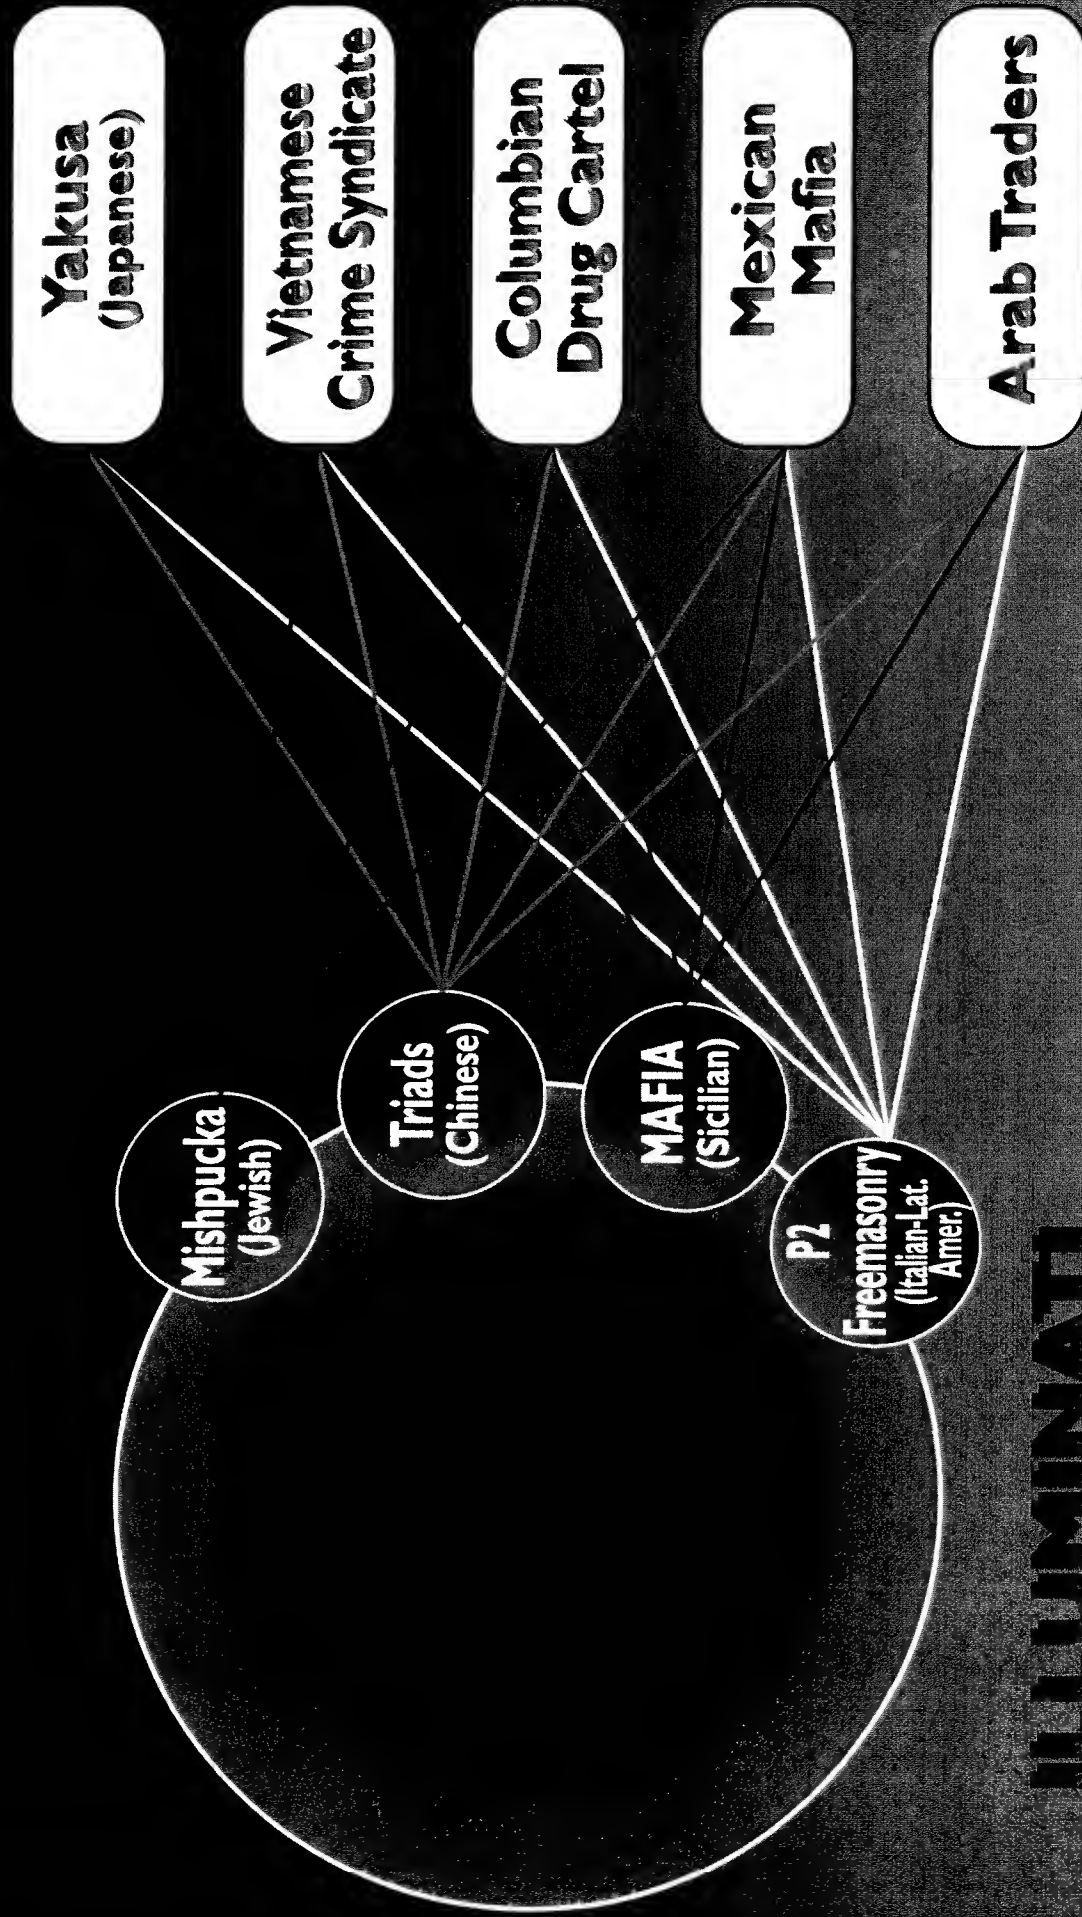 Yakusa
(Japanese)
Vietnamese
Crime Syndicate
Columbian
Drug Cartel
Mexican
Mafia
Arab Traders
Mishpucka
(Jewish)
Triads
(Chinese)
MAFIA
(Sicilian)
P2
Freemasonry
(Italian-Lat.
Amer.)
ILLUMINATI